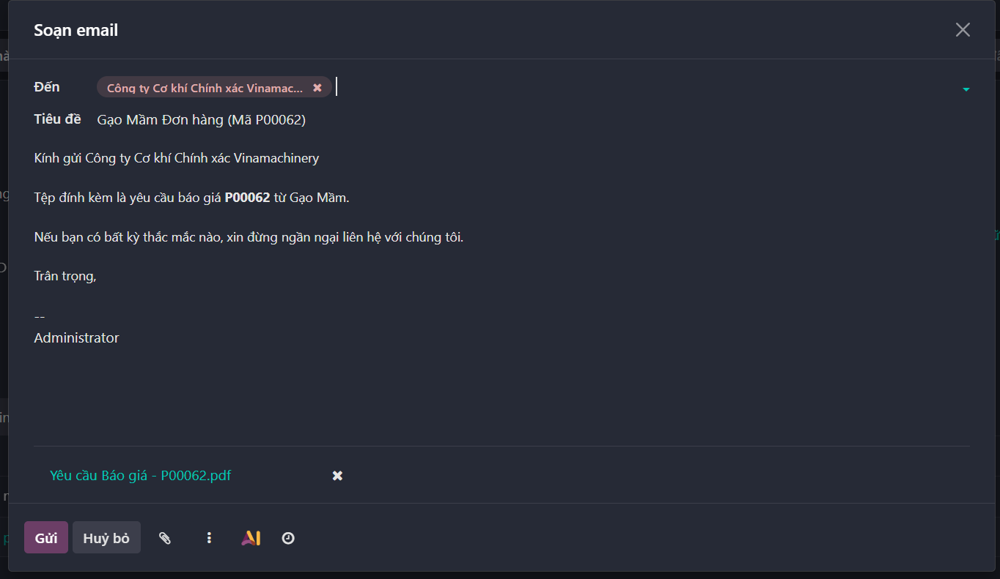 Soạn email
Đến Công ty Cơ khí Chính xác Vinamac...
Tiêu đề Gạo Mầm Đơn hàng (Mã P00062)
Kính gửi Công ty Cơ khí Chính xác Vinamachinery
Tệp đính kèm là yêu cầu báo giá P00062 từ Gạo Mầm.
Nếu bạn có bất kỳ thắc mắc nào, xin đừng ngần ngại liên hệ với chúng tôi.
Trân trọng,
--
Administrator
Yêu cầu Báo giá - P00062.pdf
Gửi Huỷ bỏ AI